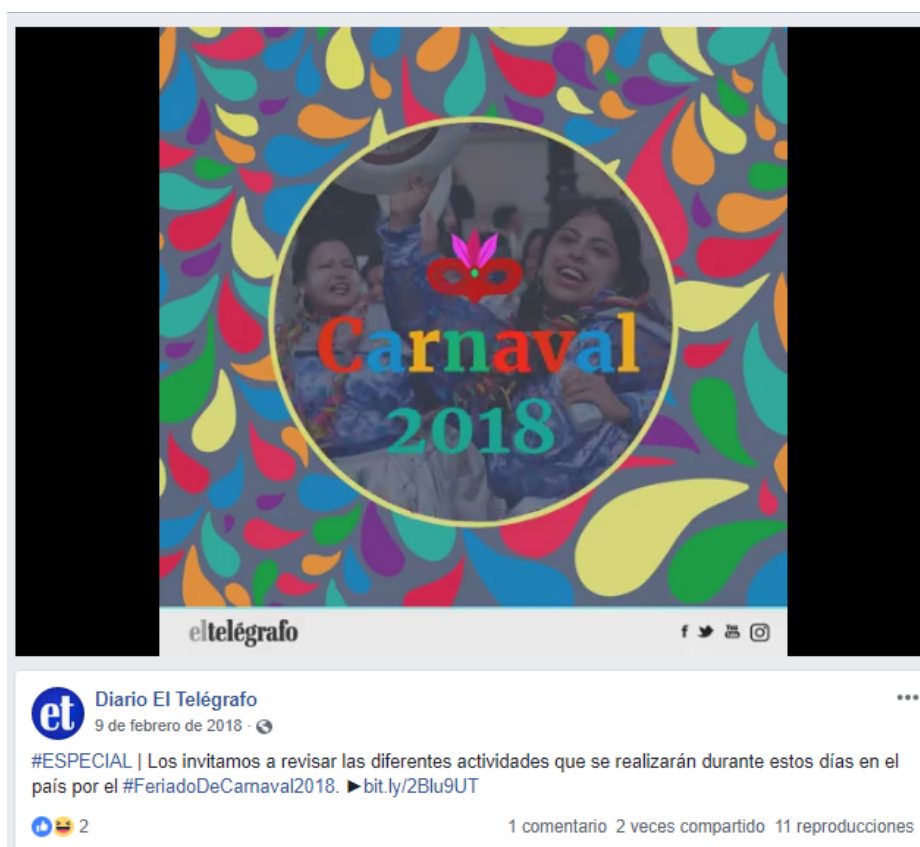 Carnaval
2018
eltelégrafo
You
Tube
et
Diario El Telégrafo
9 de febrero de 2018 ·
#ESPECIAL | Los invitamos a revisar las diferentes actividades que se realizarán durante estos días en el
país por el #FeriadoDeCarnaval2018. ►bit.ly/2Blu9UT
2
1 comentario 2 veces compartido 11 reproducciones